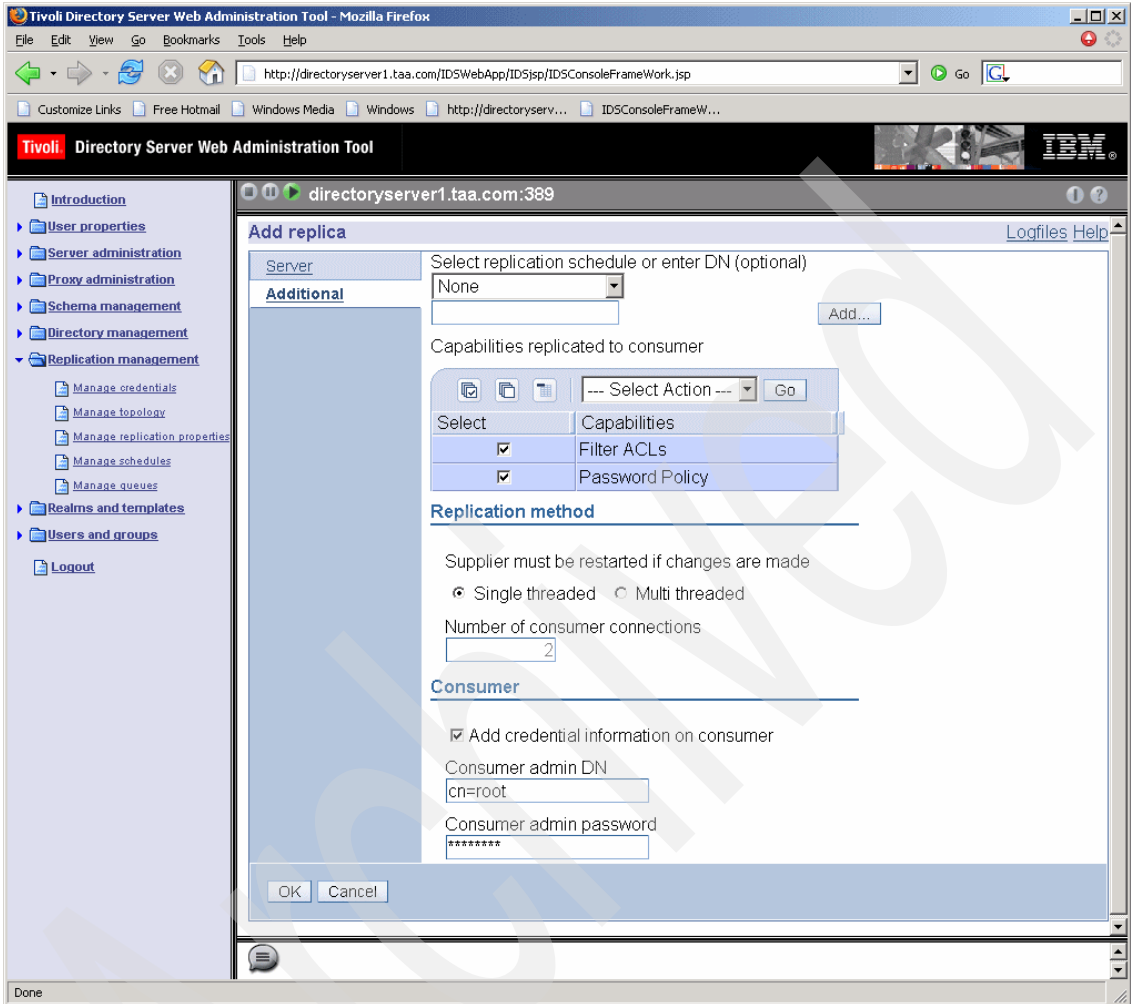 Tivoli Directory Server Web Administration Tool - Mozilla Firefox
File Edit View Go Bookmarks Tools Help
http://directoryserver1.taa.com/IDSWebApp/IDSjsp/IDSConsoleFrameWork.jsp Go G
Customize Links Free Hotmail Windows Media Windows http://directoryserv... IDSConsoleFrameW...
Tivoli. Directory Server Web Administration Tool IBM®
directoryserver1.taa.com:389
Introduction
User properties
Server administration
Proxy administration
Schema management
Directory management
Replication management
Manage credentials
Manage topology
Manage replication properties
Manage schedules
Manage queues
Realms and templates
Users and groups
Logout
Add replica Logfiles Help
Server
Additional
Select replication schedule or enter DN (optional)
None
Add...
Capabilities replicated to consumer
--- Select Action --- Go
Select Capabilities
Filter ACLs
Password Policy
Replication method
Supplier must be restarted if changes are made
Single threaded Multi threaded
Number of consumer connections
2
Consumer
Add credential information on consumer
Consumer admin DN
cn=root
Consumer admin password
********
OK Cancel
Done
Archived